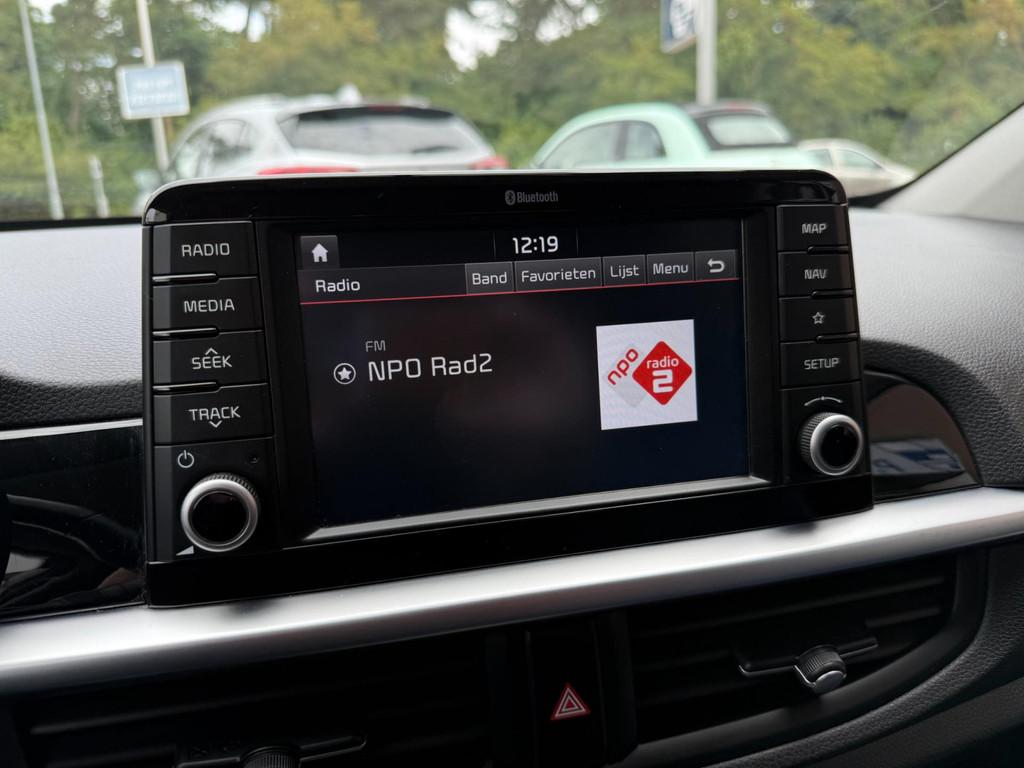 Bluetooth
RADIO
MEDIA
SEEK
TRACK
12:19
Radio
Band
Favorieten
Lijst
Menu
FM
NPO Rad2
npo
radio
2
MAP
NAV
SETUP